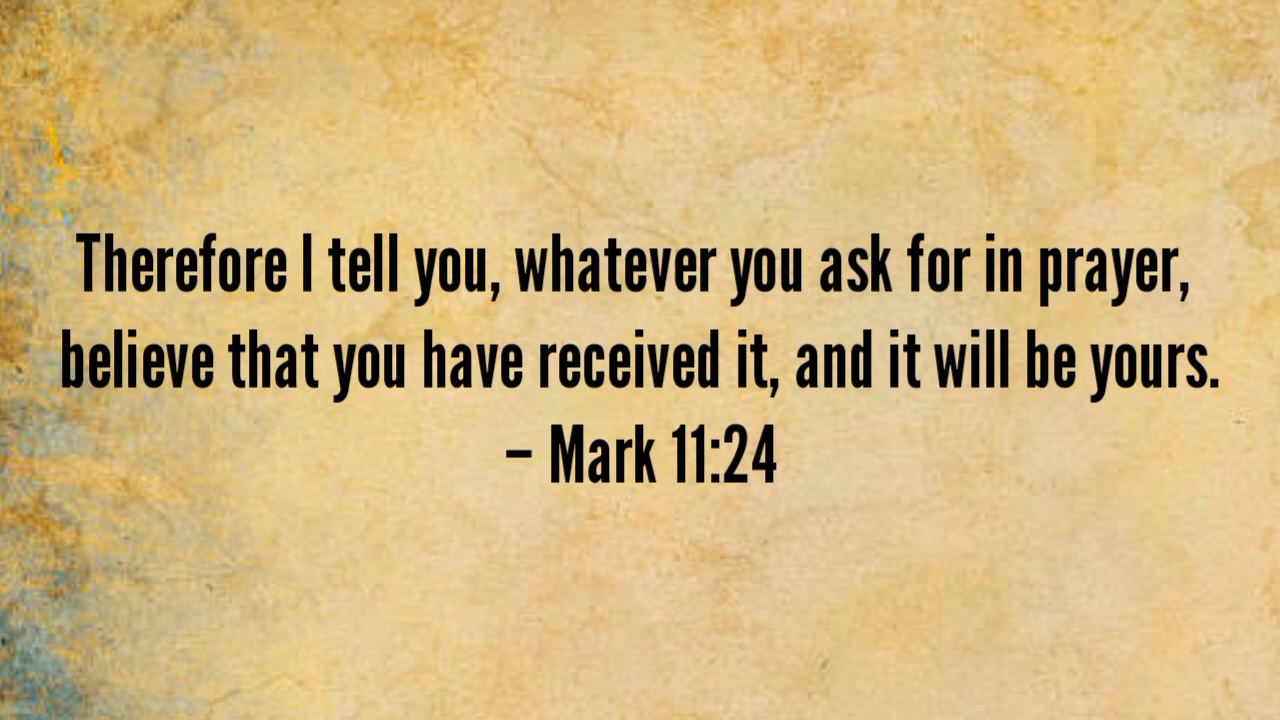 Therefore I tell you, whatever you ask for in prayer,
believe that you have received it, and it will be yours.
– Mark 11:24